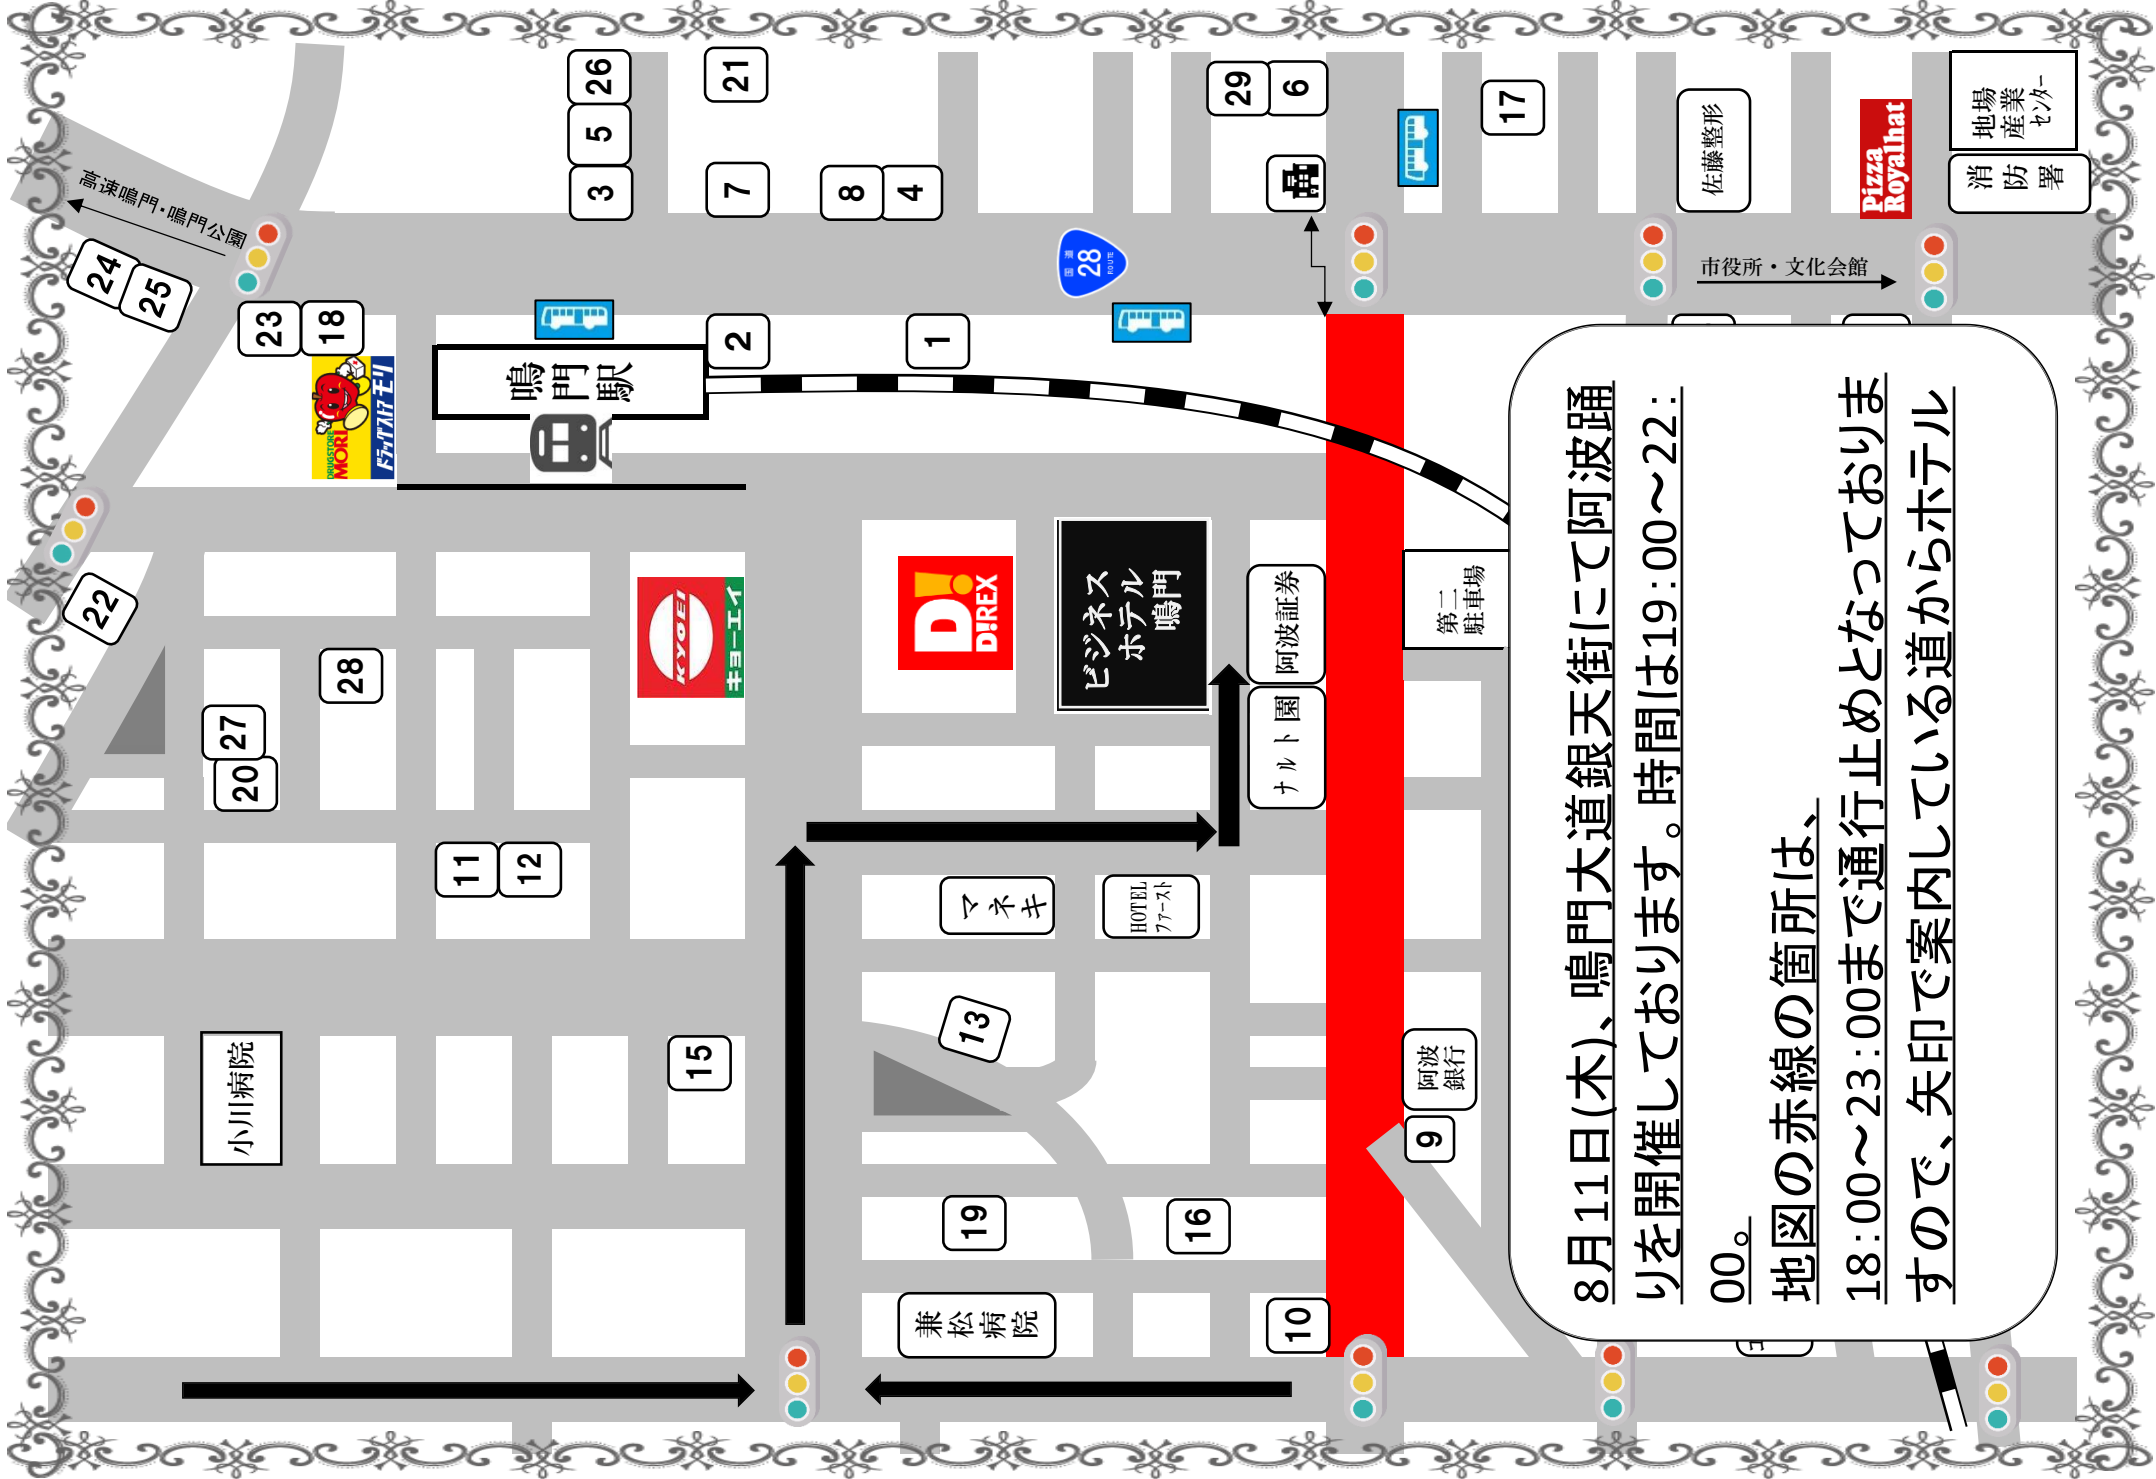 高速鳴門・鳴門公園
24
25
23
18
22
DRUGSTORE
MORI
ドラッグストアモリ
26
5
3
21
7
8
4
29
6
17
佐藤整形
Pizza
Royalhat
地場
産業
センター
消防署
国道
28
ROUTE
市役所・文化会館
鳴門駅
2
1
28
27
20
11
12
KYOEI
キョーエイ
D!REX
ビジネス
ホテル
鳴門
阿波証券
ナルト園
第二
駐車場
マネキ
HOTEL
ファースト
小川病院
15
13
19
16
兼松病院
10
阿波
銀行
9
8月11日(木)、鳴門大道銀天街にて阿波踊
りを開催しております。時間は19:00～22:
00。
地図の赤線の箇所は、
18:00～23:00まで通行止めとなっておりま
すので、矢印で案内している道からホテル